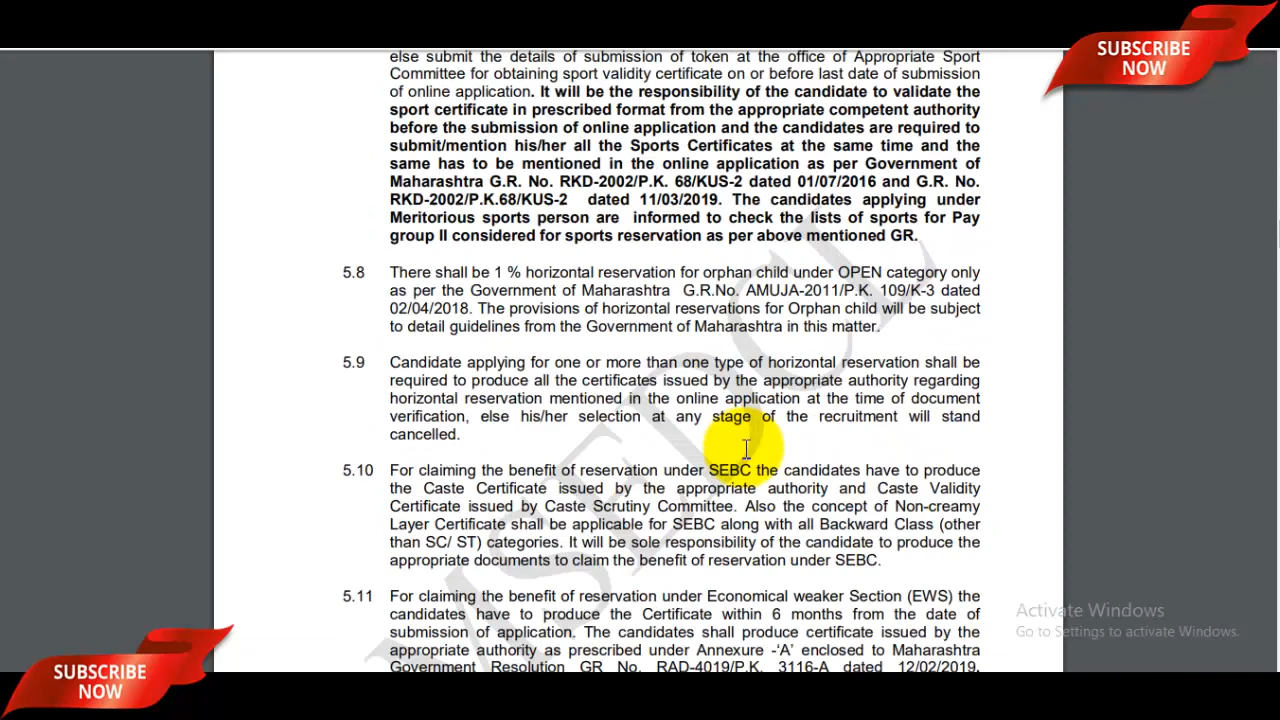 SUBSCRIBE
NOW
else submit the details of submission of token at the office of Appropriate Sport
Committee for obtaining sport validity certificate on or before last date of submission
of online application. It will be the responsibility of the candidate to validate the
sport certificate in prescribed format from the appropriate competent authority
before the submission of online application and the candidates are required to
submit/mention his/her all the Sports Certificates at the same time and the
same has to be mentioned in the online application as per Government of
Maharashtra G.R. No. RKD-2002/P.K. 68/KUS-2 dated 01/07/2016 and G.R. No.
RKD-2002/P.K.68/KUS-2 dated 11/03/2019. The candidates applying under
Meritorious sports person are informed to check the lists of sports for Pay
group II considered for sports reservation as per above mentioned GR.
5.8 There shall be 1 % horizontal reservation for orphan child under OPEN category only
as per the Government of Maharashtra G.R.No. AMUJA-2011/P.K. 109/K-3 dated
02/04/2018. The provisions of horizontal reservations for Orphan child will be subject
to detail guidelines from the Government of Maharashtra in this matter.
5.9 Candidate applying for one or more than one type of horizontal reservation shall be
required to produce all the certificates issued by the appropriate authority regarding
horizontal reservation mentioned in the online application at the time of document
verification, else his/her selection at any stage of the recruitment will stand
cancelled.
5.10 For claiming the benefit of reservation under SEBC the candidates have to produce
the Caste Certificate issued by the appropriate authority and Caste Validity
Certificate issued by Caste Scrutiny Committee. Also the concept of Non-creamy
Layer Certificate shall be applicable for SEBC along with all Backward Class (other
than SC/ ST) categories. It will be sole responsibility of the candidate to produce the
appropriate documents to claim the benefit of reservation under SEBC.
5.11 For claiming the benefit of reservation under Economical weaker Section (EWS) the
candidates have to produce the Certificate within 6 months from the date of
submission of application. The candidates shall produce certificate issued by the
appropriate authority as prescribed under Annexure -‘A’ enclosed to Maharashtra
Government Resolution GR No. RAD-4019/P.K. 3116-A dated 12/02/2019.
MSEDCL
Activate Windows
Go to Settings to activate Windows.
SUBSCRIBE
NOW